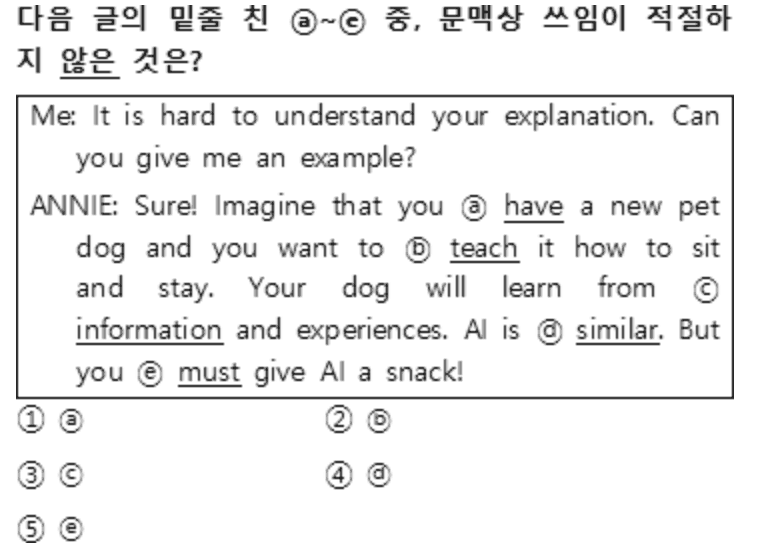 다음 글의 밑줄 친 ⓐ~ⓔ 중, 문맥상 쓰임이 적절하
지 않은 것은?
Me: It is hard to understand your explanation. Can
you give me an example?
ANNIE: Sure! Imagine that you ⓐ have a new pet
dog and you want to ⓑ teach it how to sit
and stay. Your dog will learn from ⓒ
information and experiences. AI is ⓓ similar. But
you ⓔ must give AI a snack!
① ⓐ ② ⓑ
③ ⓒ ④ ⓓ
⑤ ⓔ